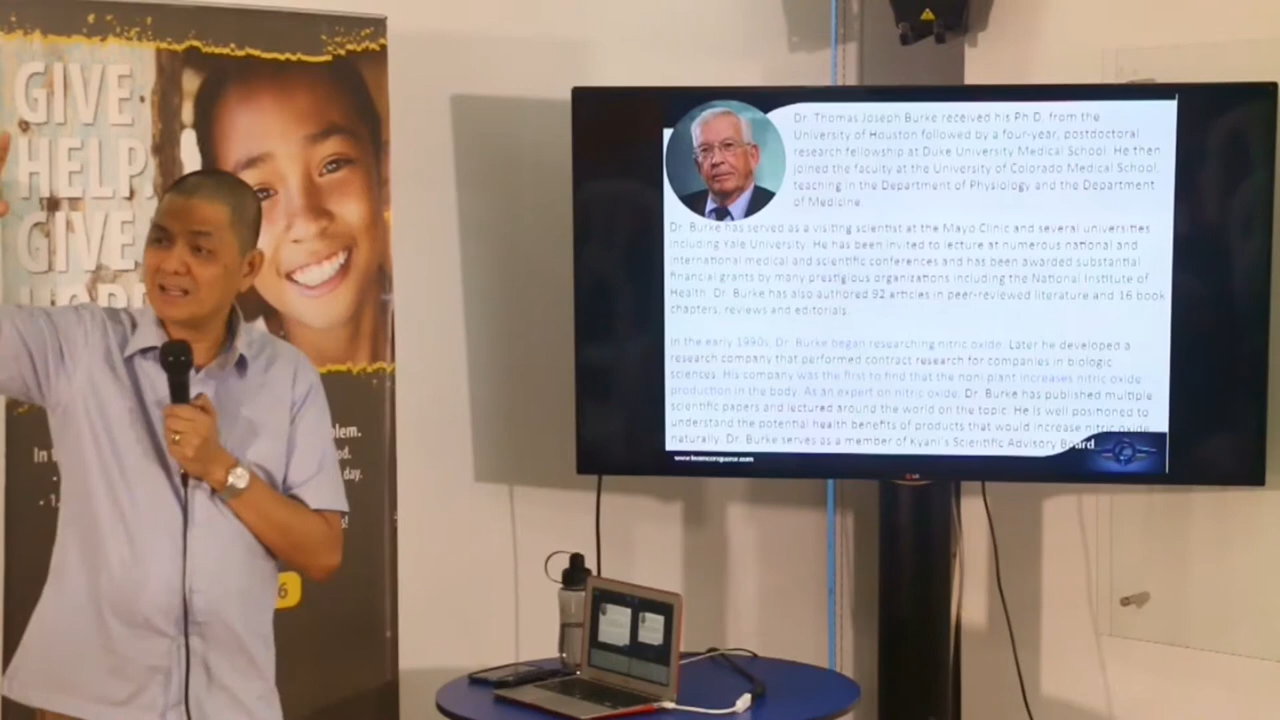 GIVE
HELP.
GIVE
HOPE
lem.
od.
day.
6
Dr. Thomas Joseph Burke received his Ph.D. from the
University of Houston followed by a four-year, postdoctoral
research fellowship at Duke University Medical School. He then
joined the faculty at the University of Colorado Medical School,
teaching in the Department of Physiology and the Department
of Medicine.
Dr. Burke has served as a visiting scientist at the Mayo Clinic and several universities
including Yale University. He has been invited to lecture at numerous national and
international medical and scientific conferences and has been awarded substantial
financial grants by many prestigious organizations including the National Institute of
Health. Dr. Burke has also authored 92 articles in peer-reviewed literature and 16 book
chapters, reviews and editorials.
In the early 1990s, Dr. Burke began researching nitric oxide. Later he developed a
research company that performed contract research for companies in biologic
sciences. His company was the first to find that the noni plant increases nitric oxide
production in the body. As an expert on nitric oxide, Dr. Burke has published multiple
scientific papers and lectured around the world on the topic. He is well positioned to
understand the potential health benefits of products that would increase nitric oxide
naturally. Dr. Burke serves as a member of Kyani's Scientific Advisory Board
www.teamconqueror.com
LG